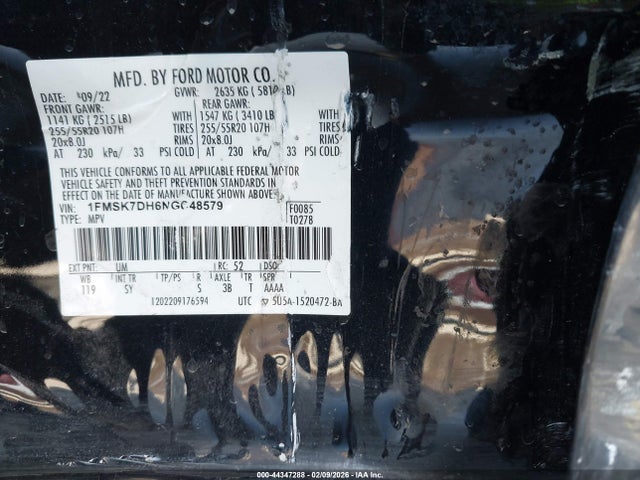 MFD. BY FORD MOTOR CO.
DATE: 09/22 GVWR: 2635 KG ( 5810 LB)
FRONT GAWR: REAR GAWR:
1141 KG ( 2515 LB) WITH 1547 KG ( 3410 LB) WITH
255/55R20 107H TIRES 255/55R20 107H TIRES
20x8.0J RIMS 20x8.0J RIMS
AT 230 kPa/ 33 PSI COLD AT 230 kPa/ 33 PSI COLD
THIS VEHICLE CONFORMS TO ALL APPLICABLE FEDERAL MOTOR
VEHICLE SAFETY AND THEFT PREVENTION STANDARDS IN
EFFECT ON THE DATE OF MANUFACTURE SHOWN ABOVE.
VIN: 1FMSK7DH6NGC48579 F0085
TYPE: MPV T0278
EXT PNT: UM RC: 52 DSO:
WB INT TR TP/PS R AXLE TR SPR
119 SY S 3B T AAAA
1202209176594 UTC 5U5A-1520472-BA
000-44347288 - 02/09/2026 - IAA Inc.